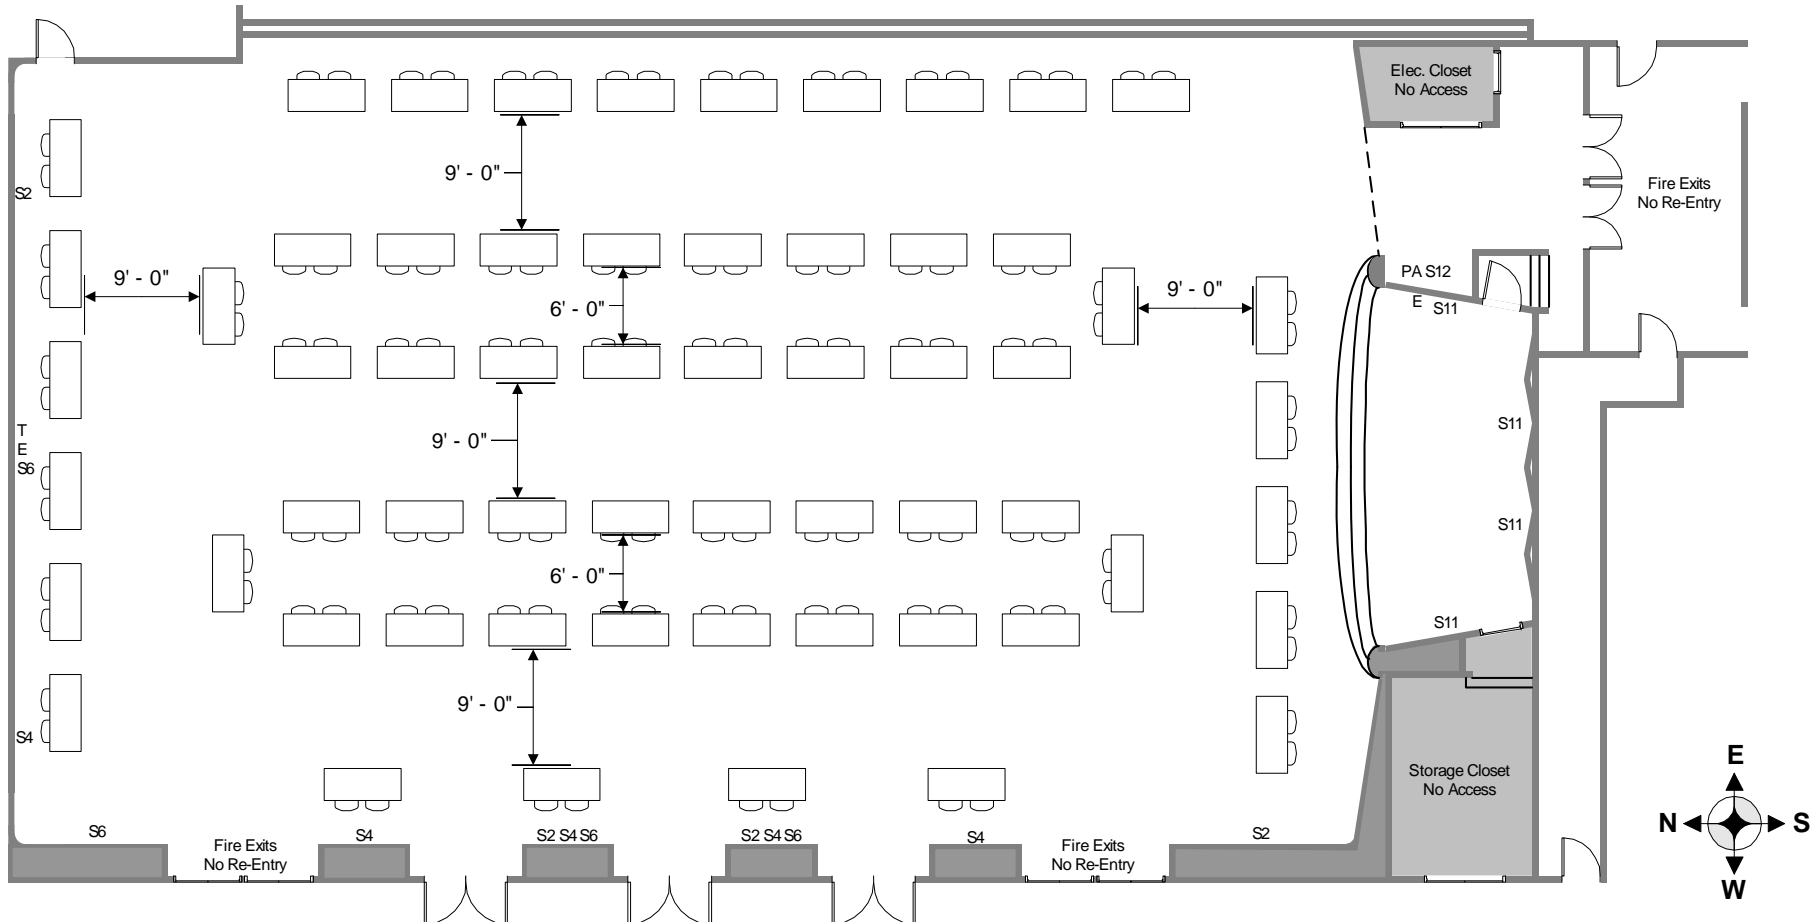 Elec. Closet
No Access
9' - 0"
Fire Exits
No Re-Entry
S2
9' - 0"
PA S12
E
S11
6' - 0"
9' - 0"
T
E
S6
9' - 0"
S11
S11
6' - 0"
S11
9' - 0"
S4
Storage Closet
No Access
E
N
S
W
S6
Fire Exits
No Re-Entry
S4
S2 S4 S6
S2 S4 S6
S4
Fire Exits
No Re-Entry
S2